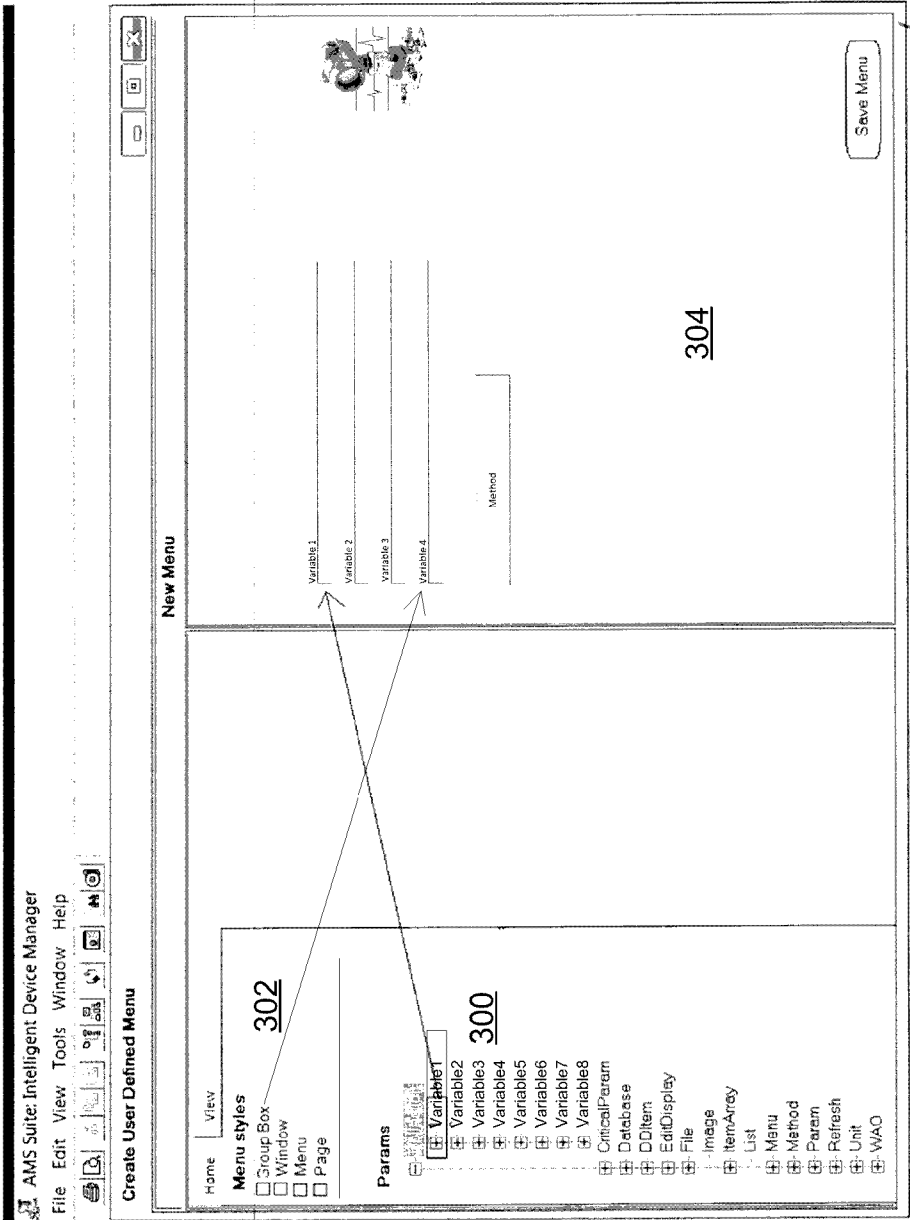 AMS Suite: Intelligent Device Manager
File Edit View Tools Window Help
Create User Defined Menu
New Menu
Home View
Menu styles
Group Box
Window
Menu
Page
302
Params
Variable1
Variable2
Variable3
Variable4
Variable5
Variable6
Variable7
Variable8
300
CriticalParam
Database
DDItem
EditDisplay
File
Image
ItemArray
List
Menu
Method
Param
Refresh
Unit
WAO
Variable 1
Variable 2
Variable 3
Variable 4
Method
304
Save Menu